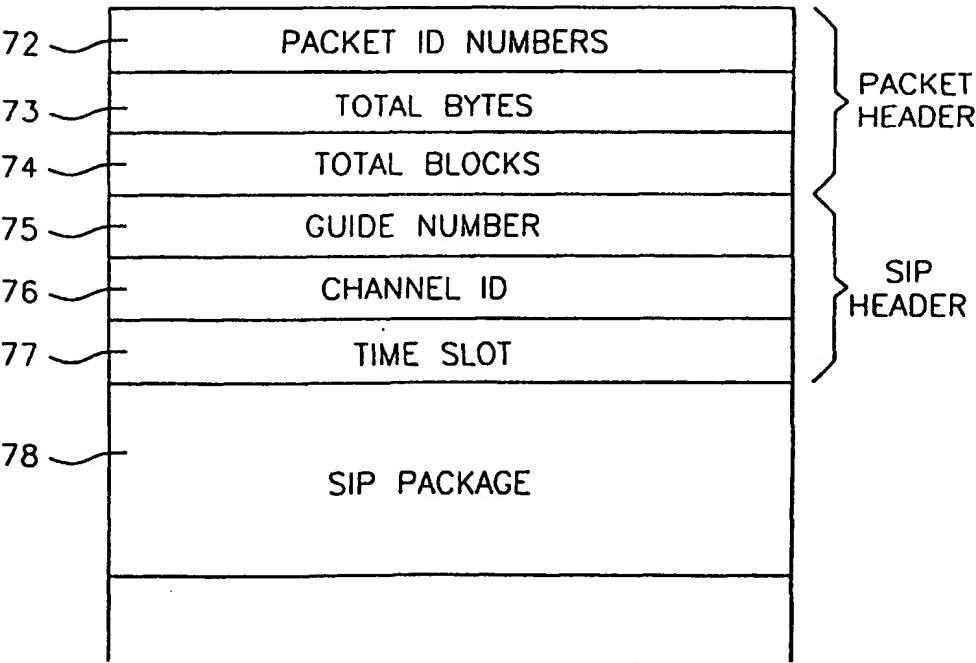 72 PACKET ID NUMBERS
73 TOTAL BYTES
74 TOTAL BLOCKS
PACKET
HEADER
75 GUIDE NUMBER
76 CHANNEL ID
77 TIME SLOT
SIP
HEADER
78 SIP PACKAGE